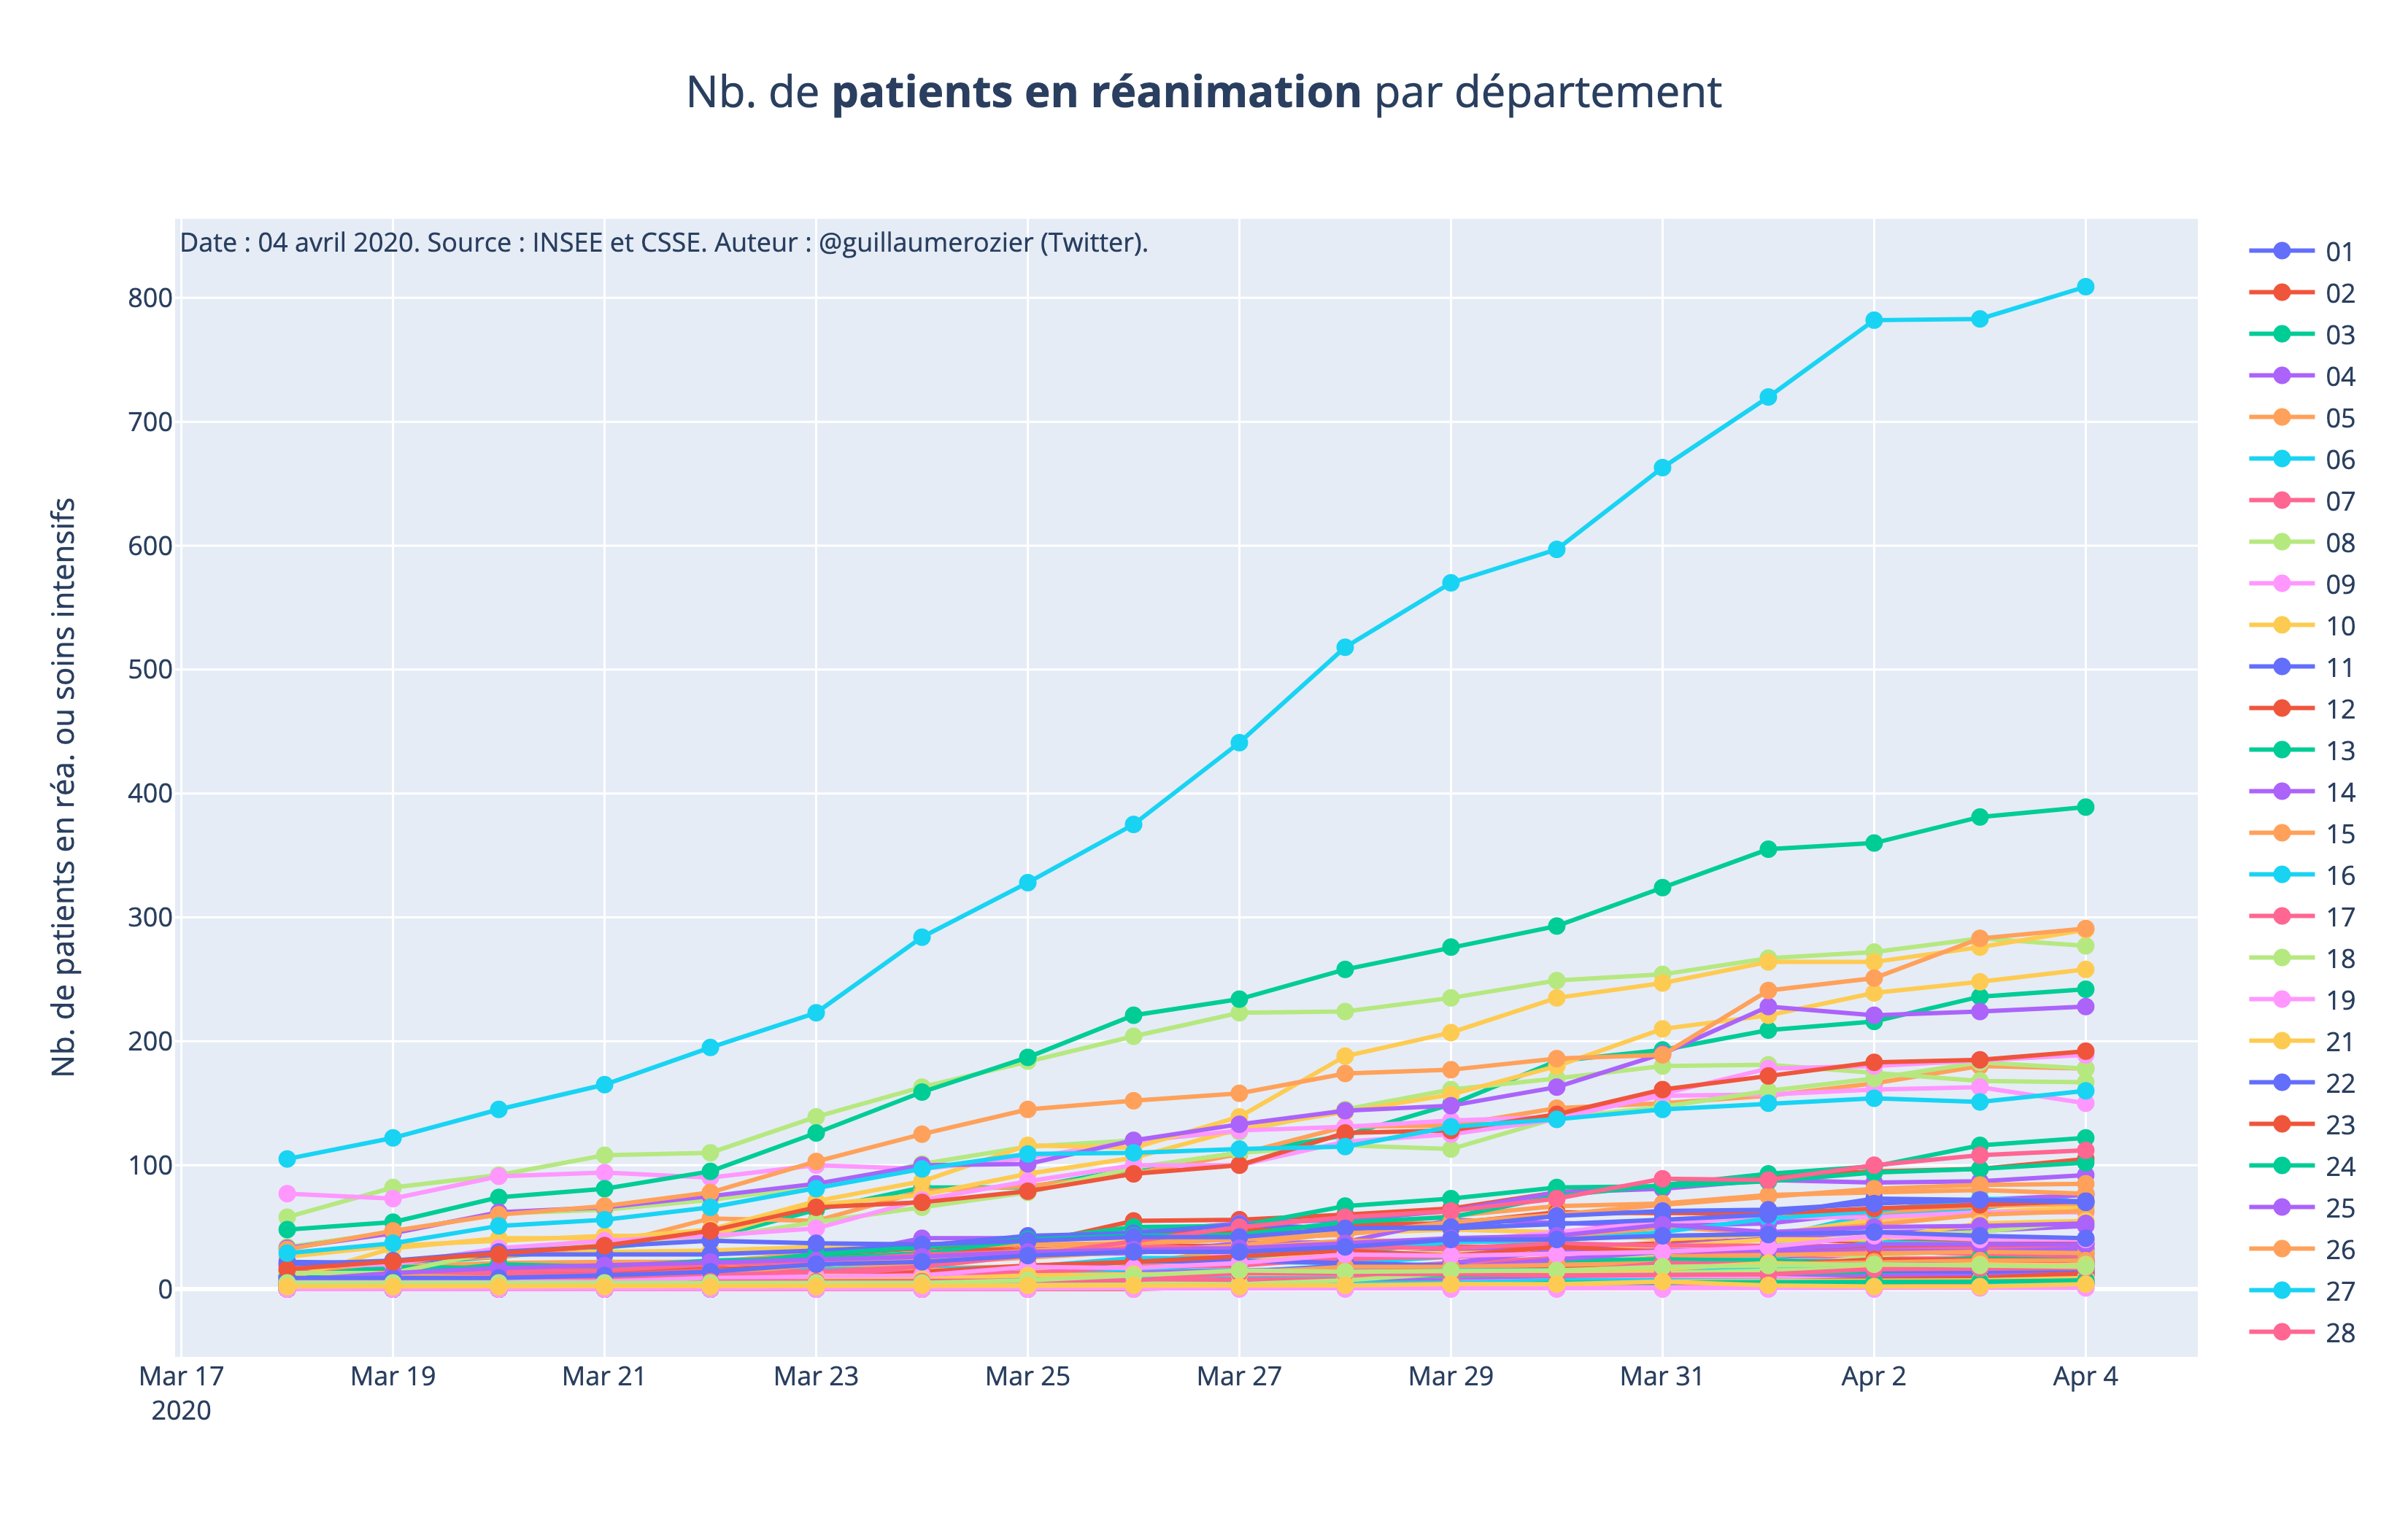 Nb. de patients en réanimation par département
Date : 04 avril 2020. Source : INSEE et CSSE. Auteur : @guillaumerozier (Twitter).
Nb. de patients en réa. ou soins intensifs
800
700
600
500
400
300
200
100
0
Mar 17
2020
Mar 19
Mar 21
Mar 23
Mar 25
Mar 27
Mar 29
Mar 31
Apr 2
Apr 4
01
02
03
04
05
06
07
08
09
10
11
12
13
14
15
16
17
18
19
21
22
23
24
25
26
27
28